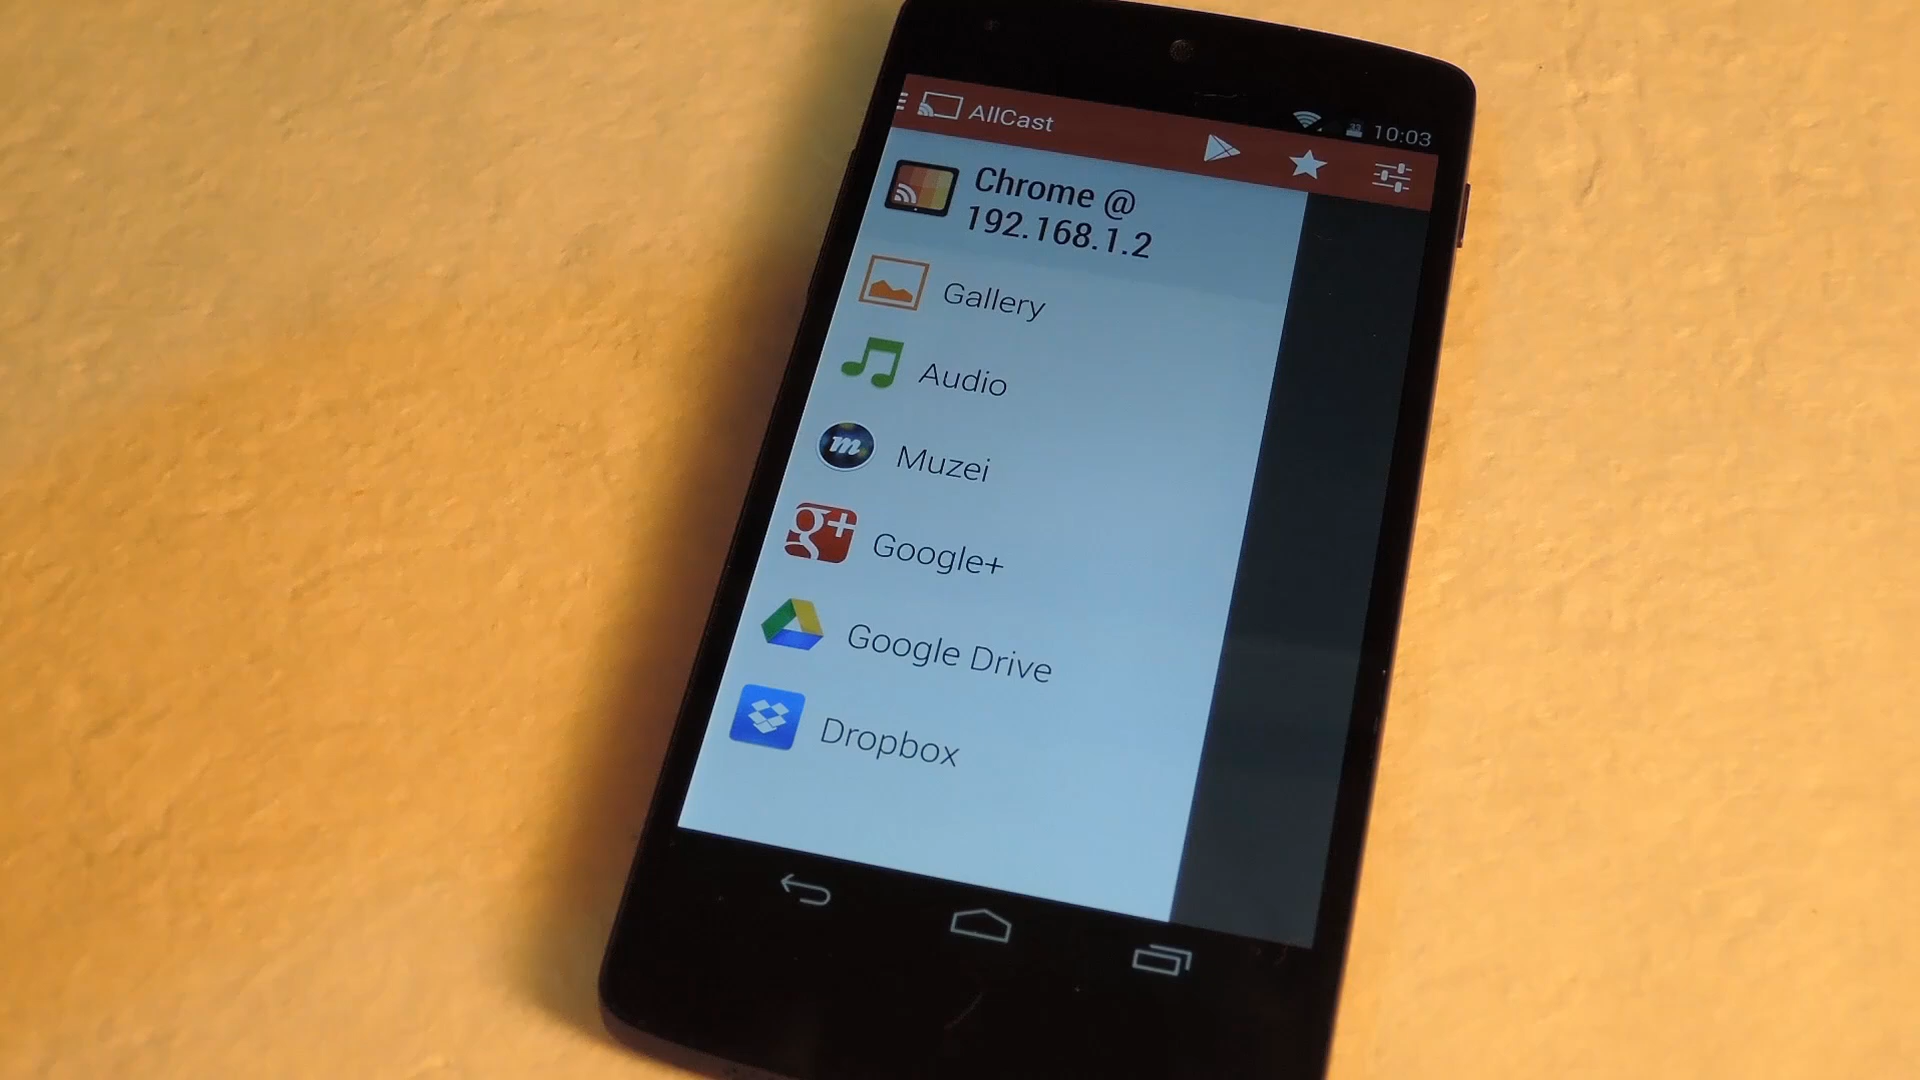 AllCast
10:03
Chrome @
192.168.1.2
Gallery
Audio
m
Muzei
g+
Google+
Google Drive
Dropbox